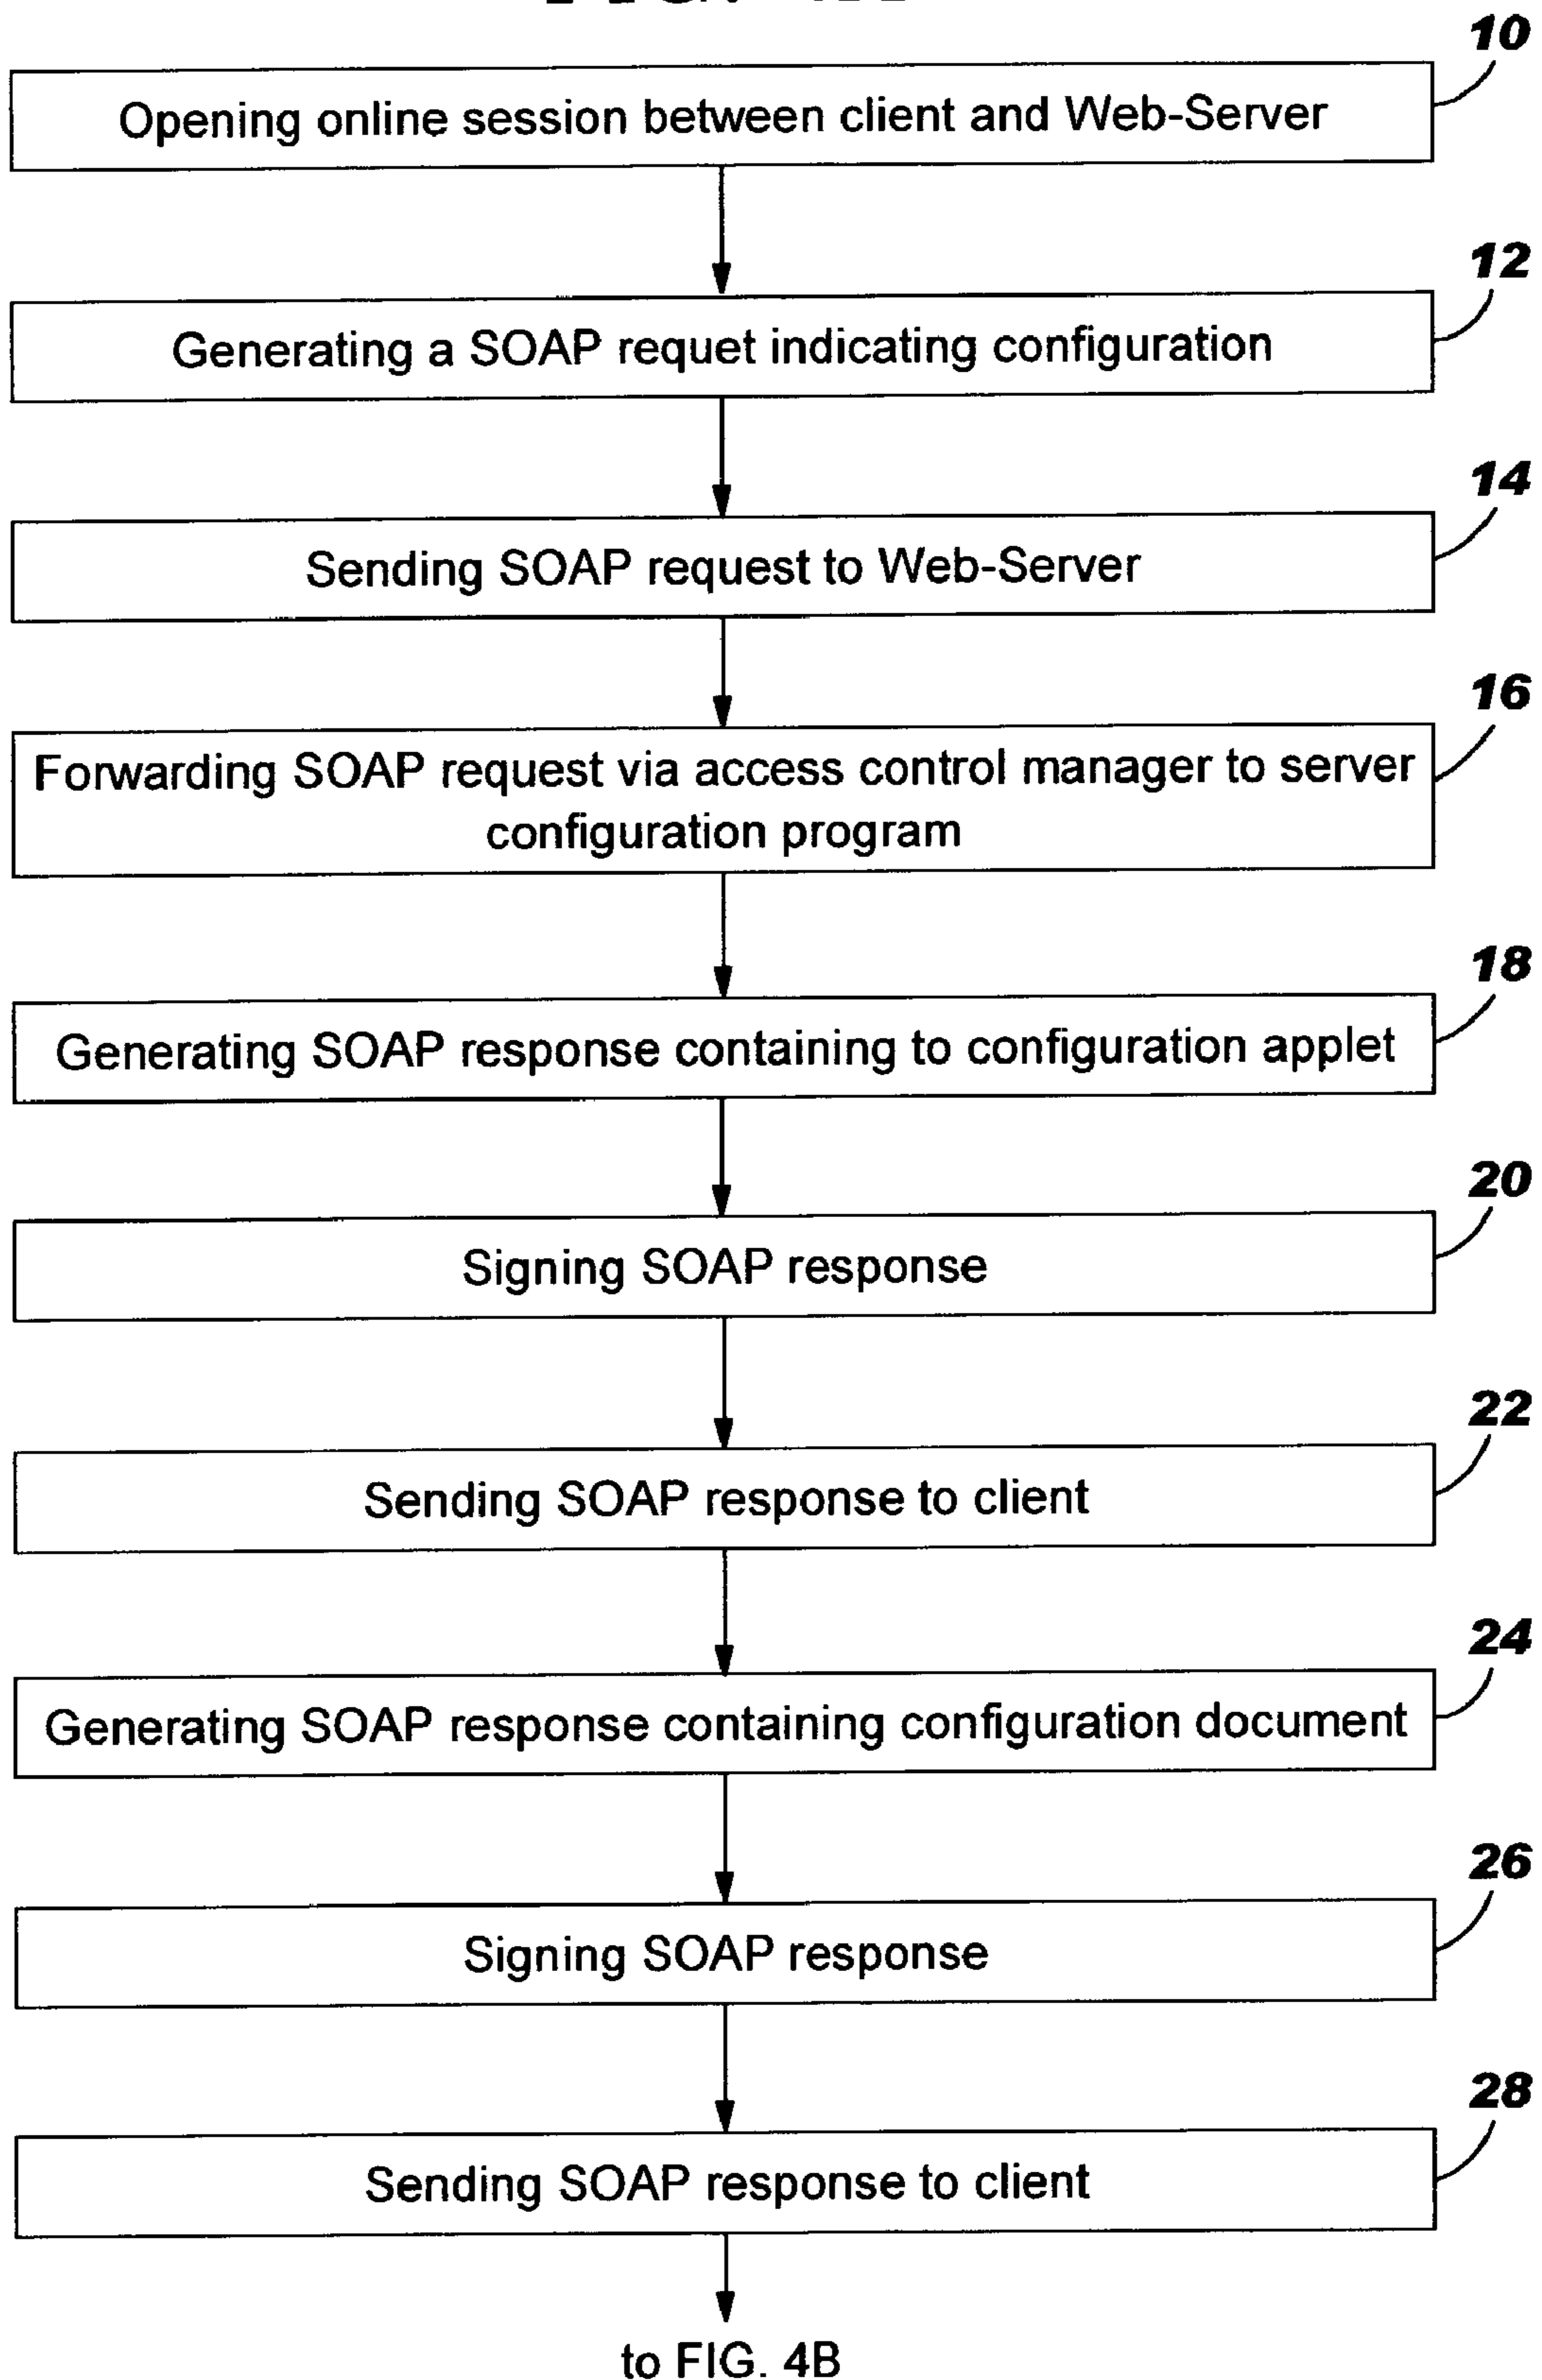 10
Opening online session between client and Web-Server
12
Generating a SOAP requet indicating configuration
14
Sending SOAP request to Web-Server
16
Forwarding SOAP request via access control manager to server
configuration program
18
Generating SOAP response containing to configuration applet
20
Signing SOAP response
22
Sending SOAP response to client
24
Generating SOAP response containing configuration document
26
Signing SOAP response
28
Sending SOAP response to client
to FIG. 4B